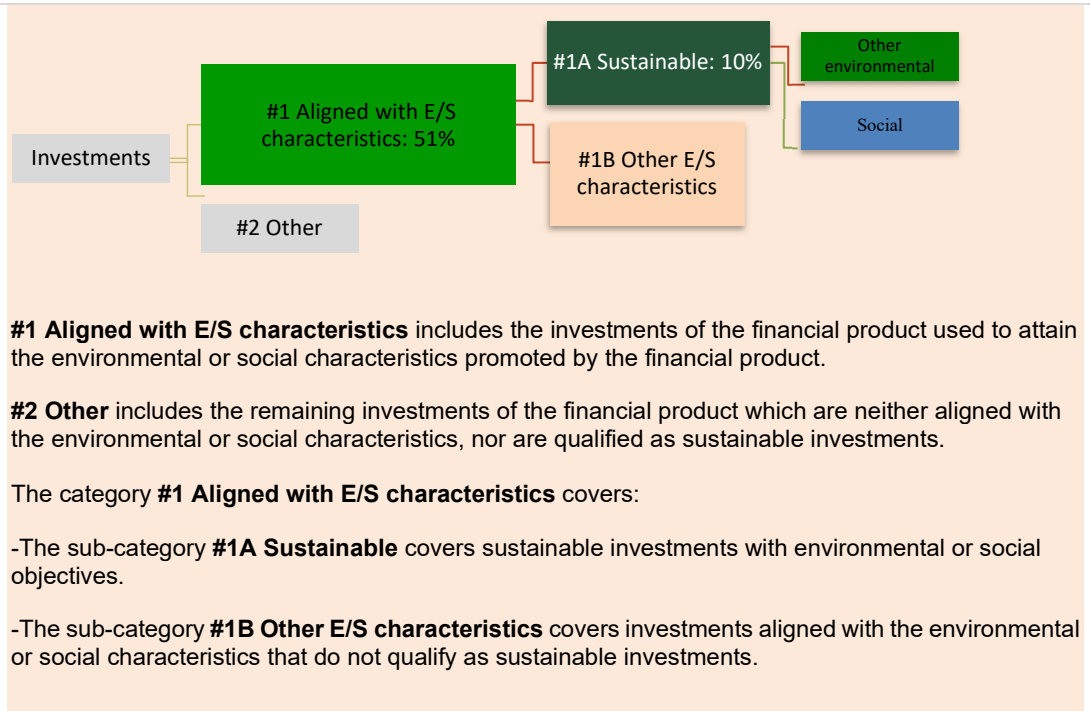 #1A Sustainable: 10%
Other
environmental
#1 Aligned with E/S
characteristics: 51%
Social
Investments
#1B Other E/S
characteristics
#2 Other
#1 Aligned with E/S characteristics includes the investments of the financial product used to attain
the environmental or social characteristics promoted by the financial product.
#2 Other includes the remaining investments of the financial product which are neither aligned with
the environmental or social characteristics, nor are qualified as sustainable investments.
The category #1 Aligned with E/S characteristics covers:
-The sub-category #1A Sustainable covers sustainable investments with environmental or social
objectives.
-The sub-category #1B Other E/S characteristics covers investments aligned with the environmental
or social characteristics that do not qualify as sustainable investments.